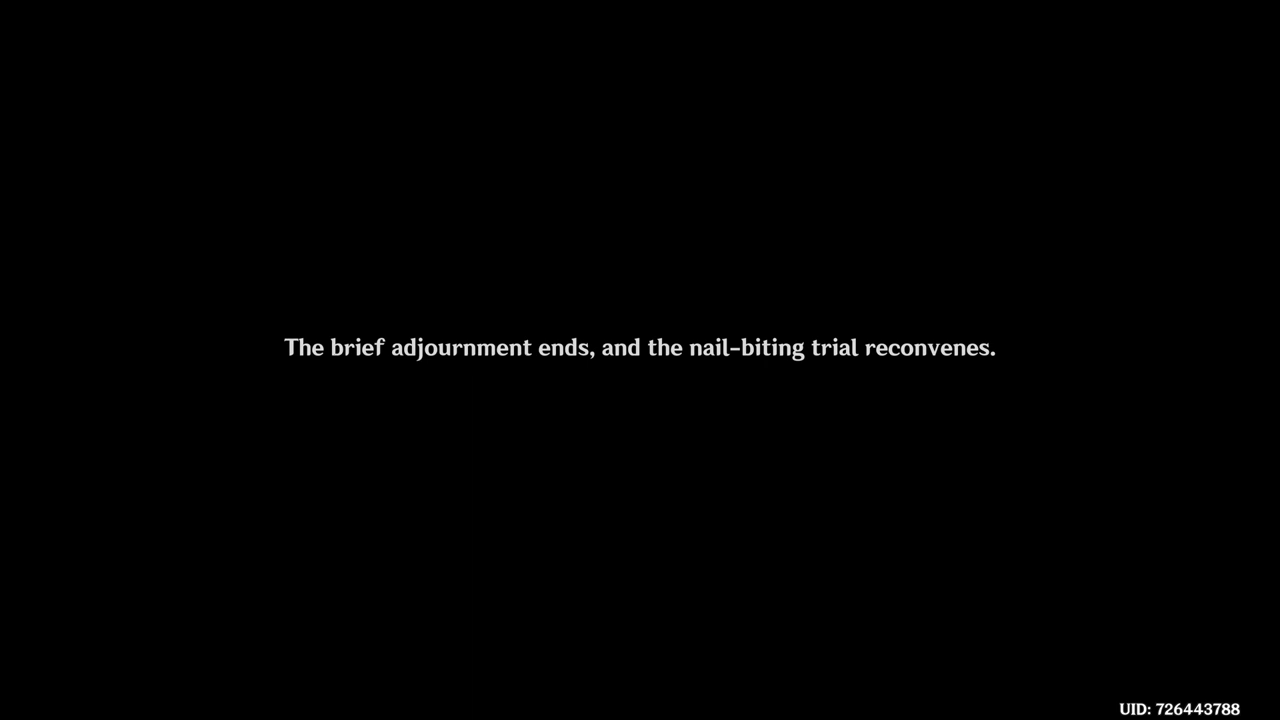 The brief adjournment ends, and the nail-biting trial reconvenes.
UID: 726443788